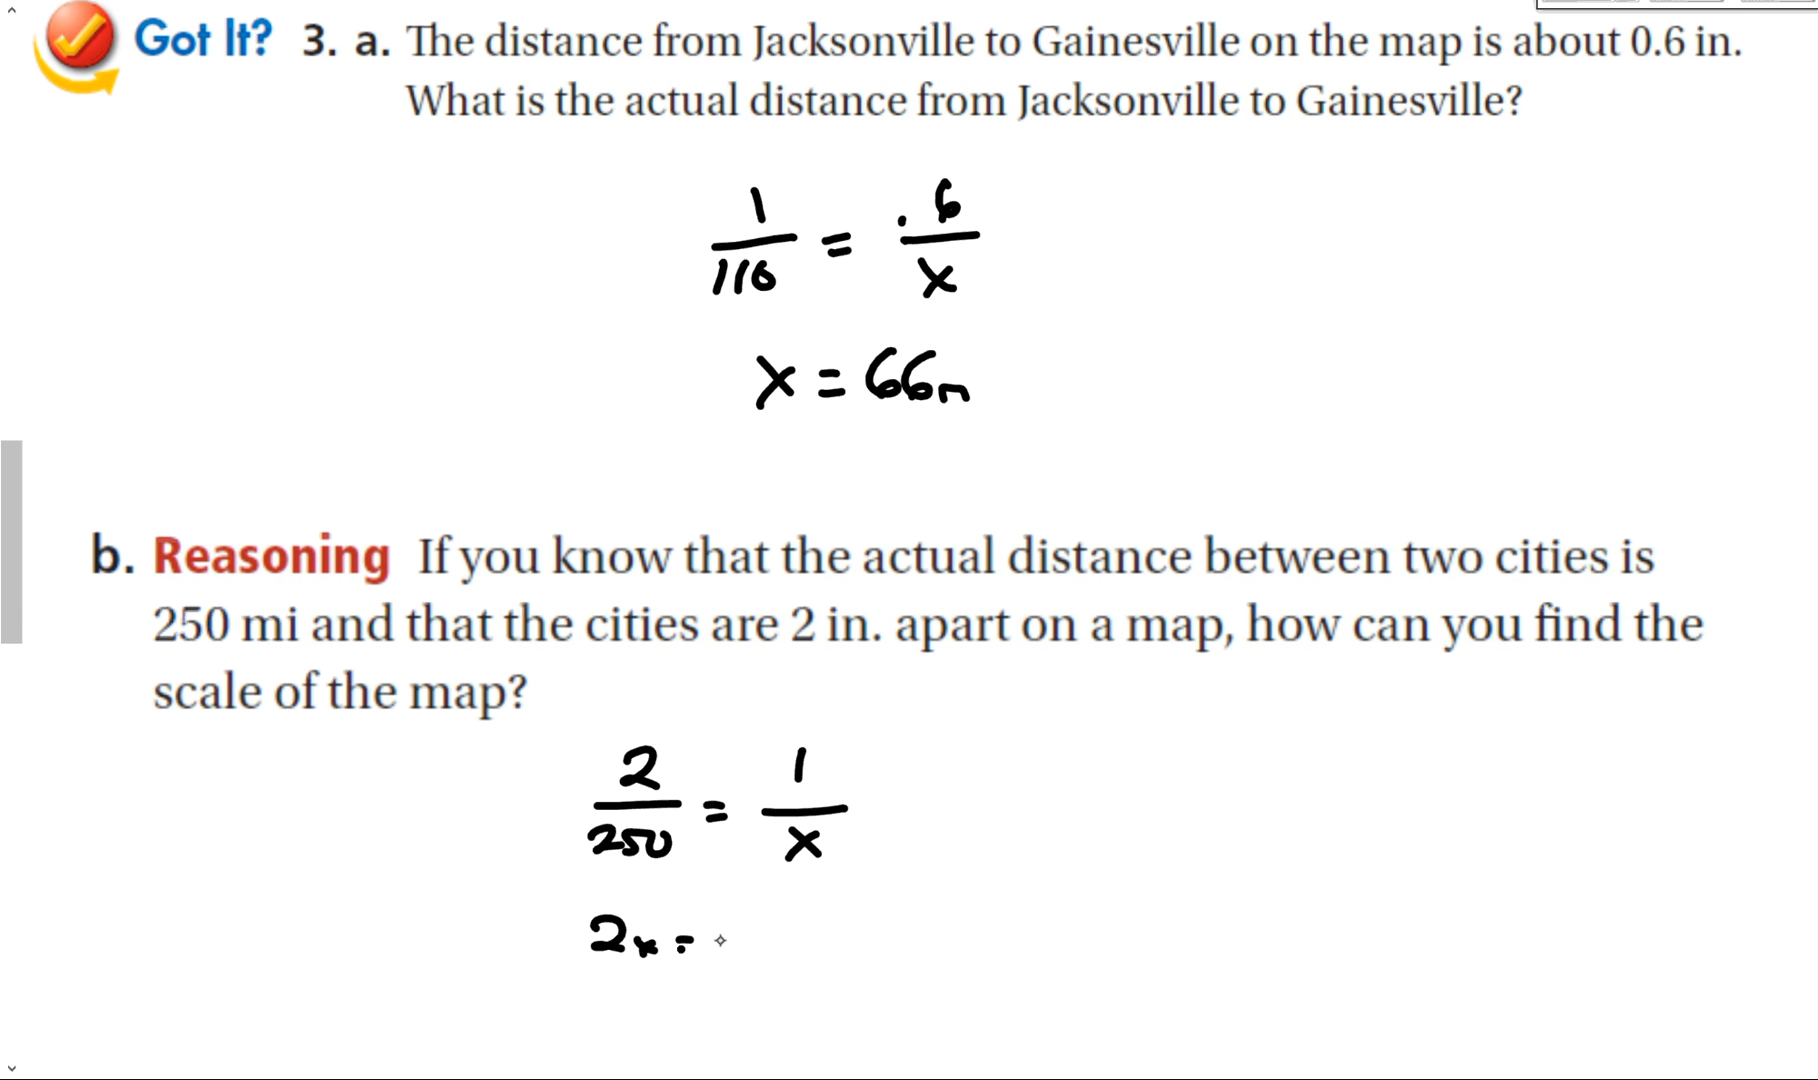 Got It? 3. a. The distance from Jacksonville to Gainesville on the map is about 0.6 in.
What is the actual distance from Jacksonville to Gainesville?
1/110 = .6/x
x = 66m
b. Reasoning If you know that the actual distance between two cities is
250 mi and that the cities are 2 in. apart on a map, how can you find the
scale of the map?
2/250 = 1/x
2x =